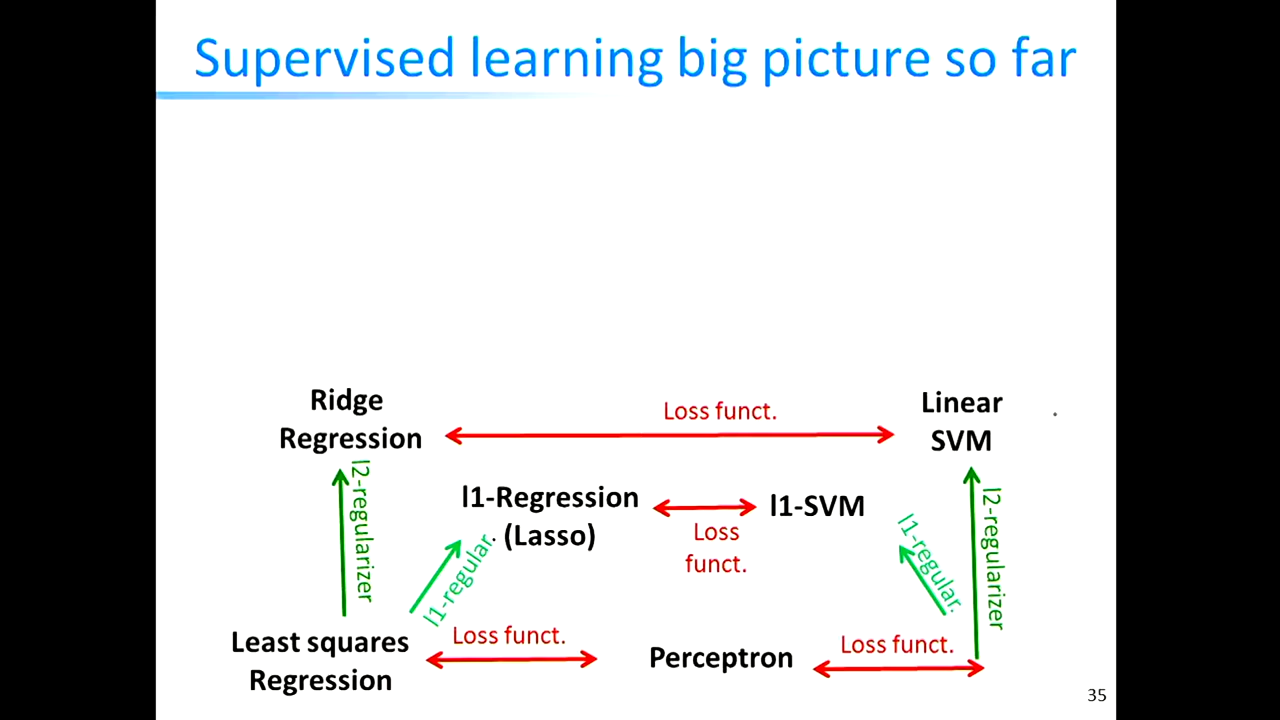 Supervised learning big picture so far
Ridge
Regression
Loss funct.
Linear
SVM
l2-regularizer
l1-Regression
(Lasso)
Loss
funct.
l1-SVM
l1-regular.
l1-regular.
l2-regularizer
Least squares
Regression
Loss funct.
Perceptron
Loss funct.
35